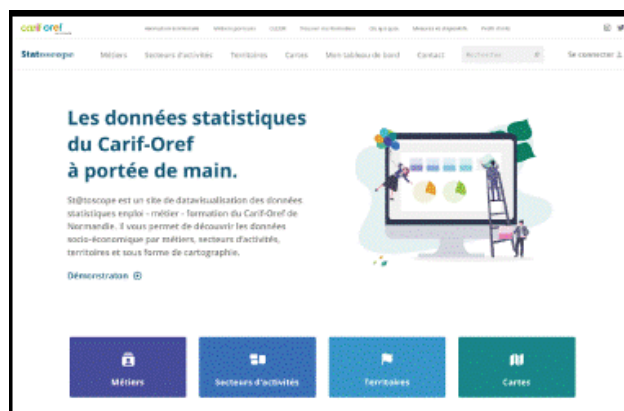 carif oref
Statoscope Métiers Secteurs d'activités Territoires Cartes Mon tableau de bord Contact Rechercher Se connecter
Les données statistiques
du Carif-Oref
à portée de main.
St@toscope est un site de datavisualisation des données
statistiques emploi - métier - formation du Carif-Oref de
Normandie. Il vous permet de découvrir les données
socio-économique par métiers, secteurs d'activités,
territoires et sous forme de cartographie.
Démonstraton
Métiers Secteurs d'activités Territoires Cartes